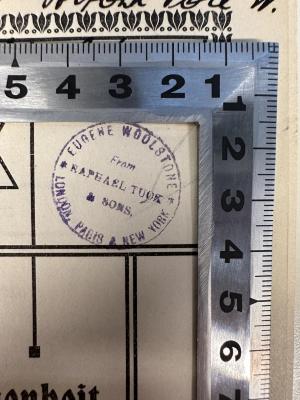 5 4 3 2 1
1
2
3
4
5
6
7
EUGENE WOOLSTONE
From
* RAPHAEL TUCK *
& SONS,
LONDON, PARIS & NEW YORK